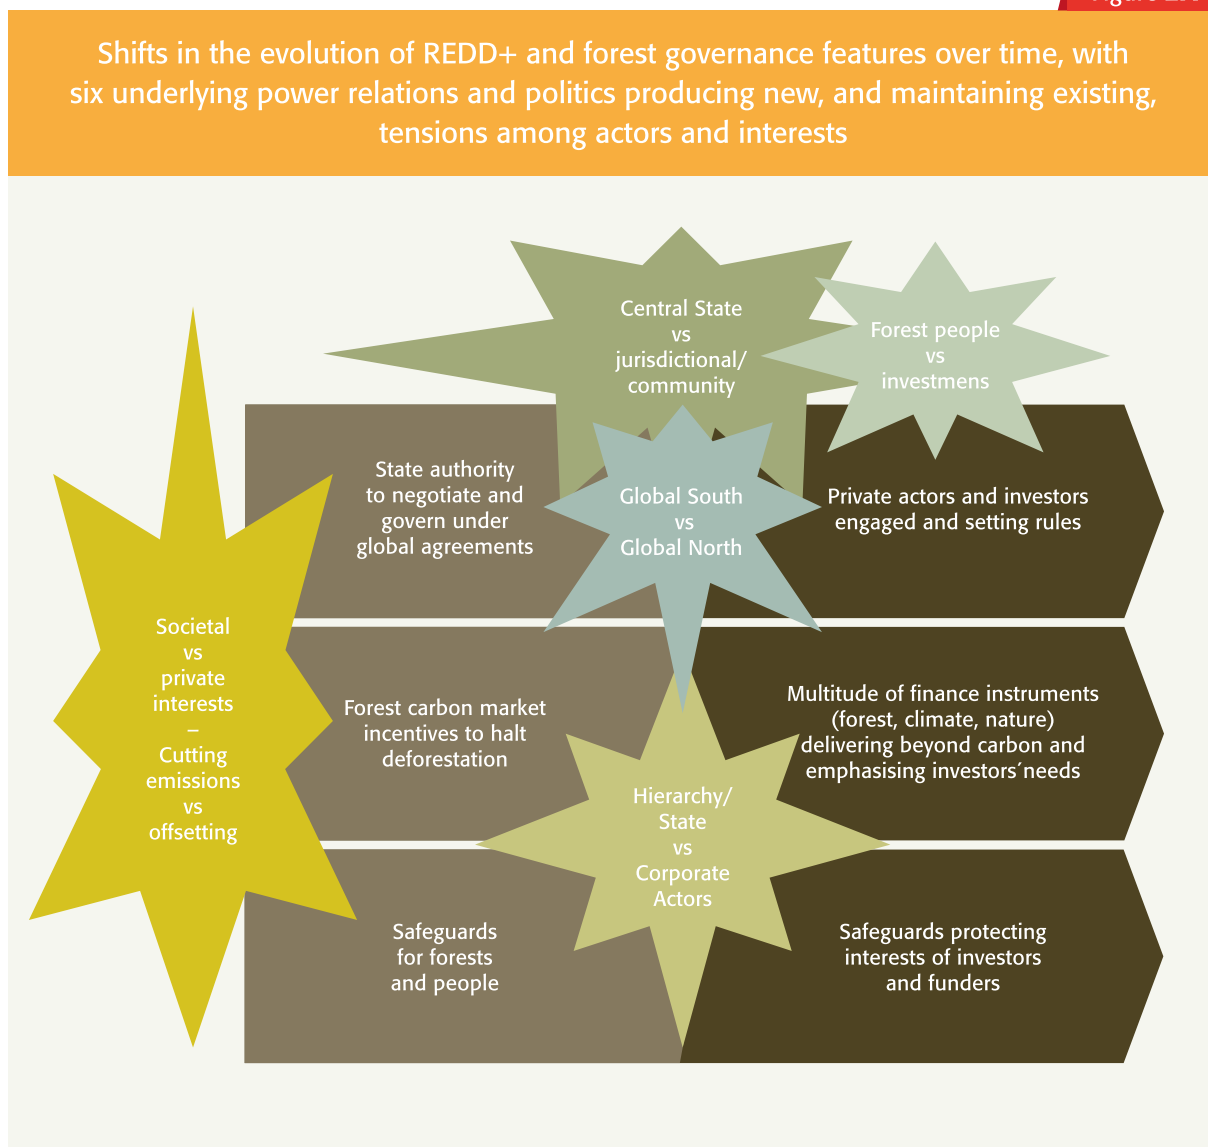 Shifts in the evolution of REDD+ and forest governance features over time, with
six underlying power relations and politics producing new, and maintaining existing,
tensions among actors and interests
Central State
vs
jurisdictional/
community
Forest people
vs
investmens
State authority
to negotiate and
govern under
global agreements
Global South
vs
Global North
Private actors and investors
engaged and setting rules
Societal
vs
private
interests
–
Cutting
emissions
vs
offsetting
Forest carbon market
incentives to halt
deforestation
Multitude of finance instruments
(forest, climate, nature)
delivering beyond carbon and
emphasising investors´needs
Hierarchy/
State
vs
Corporate
Actors
Safeguards
for forests
and people
Safeguards protecting
interests of investors
and funders